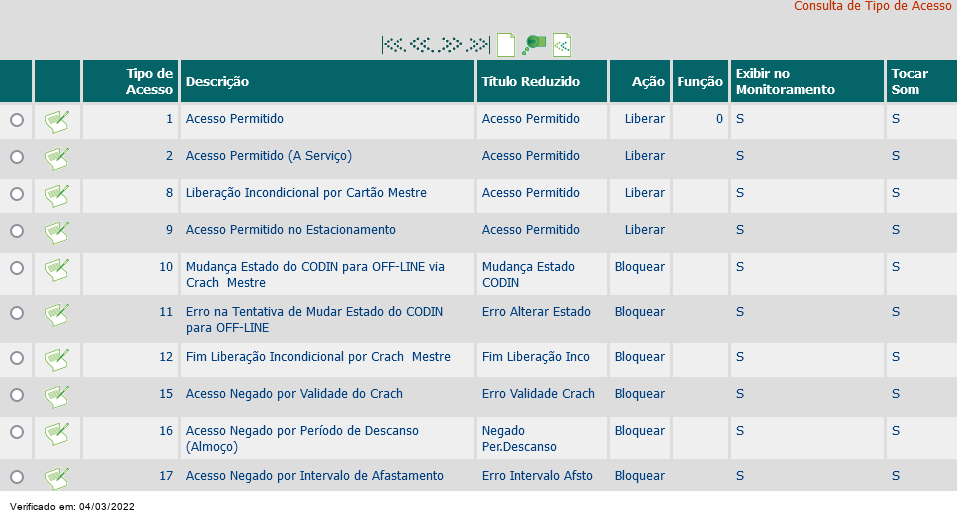 Consulta de Tipo de Acesso
Tipo de Acesso Descrição Título Reduzido Ação Função Exibir no Monitoramento Tocar Som
1 Acesso Permitido Acesso Permitido Liberar 0 S S
2 Acesso Permitido (A Serviço) Acesso Permitido Liberar S S
8 Liberação Incondicional por Cartão Mestre Acesso Permitido Liberar S S
9 Acesso Permitido no Estacionamento Acesso Permitido Liberar S S
10 Mudança Estado do CODIN para OFF-LINE via Crach  Mestre Mudança Estado CODIN Bloquear S S
11 Erro na Tentativa de Mudar Estado do CODIN para OFF-LINE Erro Alterar Estado Bloquear S S
12 Fim Liberação Incondicional por Crach  Mestre Fim Liberação Inco Bloquear S S
15 Acesso Negado por Validade do Crach Erro Validade Crach Bloquear S S
16 Acesso Negado por Período de Descanso (Almoço) Negado Per.Descanso Bloquear S S
17 Acesso Negado por Intervalo de Afastamento Erro Intervalo Afsto Bloquear S S
Verificado em: 04/03/2022